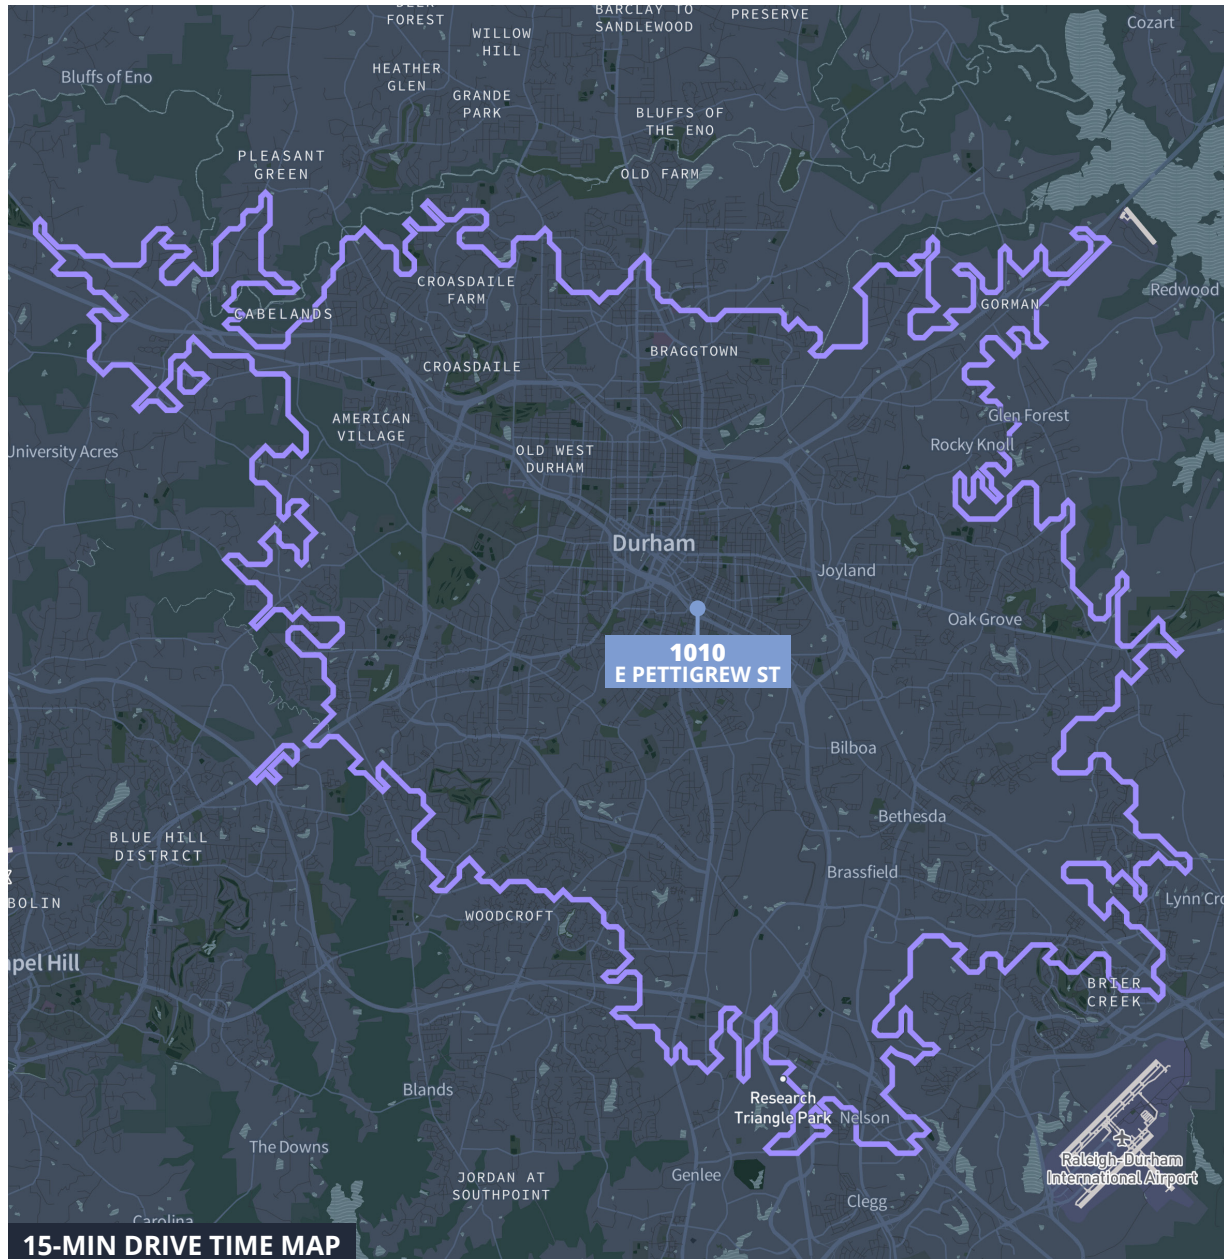 FOREST
BARCLAY TO
SANDLEWOOD
PRESERVE
Cozart
WILLOW
HILL
Bluffs of Eno
HEATHER
GLEN
GRANDE
PARK
BLUFFS OF
THE ENO
PLEASANT
GREEN
OLD FARM
CROASDAILE
FARM
Redwood
GORMAN
CABELANDS
BRAGGTOWN
CROASDAILE
AMERICAN
VILLAGE
Glen Forest
Rocky Knoll
University Acres
OLD WEST
DURHAM
Durham
Joyland
Oak Grove
1010
E PETTIGREW ST
Bilboa
Bethesda
BLUE HILL
DISTRICT
Brassfield
BOLIN
WOODCROFT
Lynn Cro
apel Hill
BRIER
CREEK
Blands
Research
Triangle Park
Nelson
The Downs
Raleigh-Durham
International Airport
JORDAN AT
SOUTHPOINT
Genlee
Clegg
Carolina
15-MIN DRIVE TIME MAP